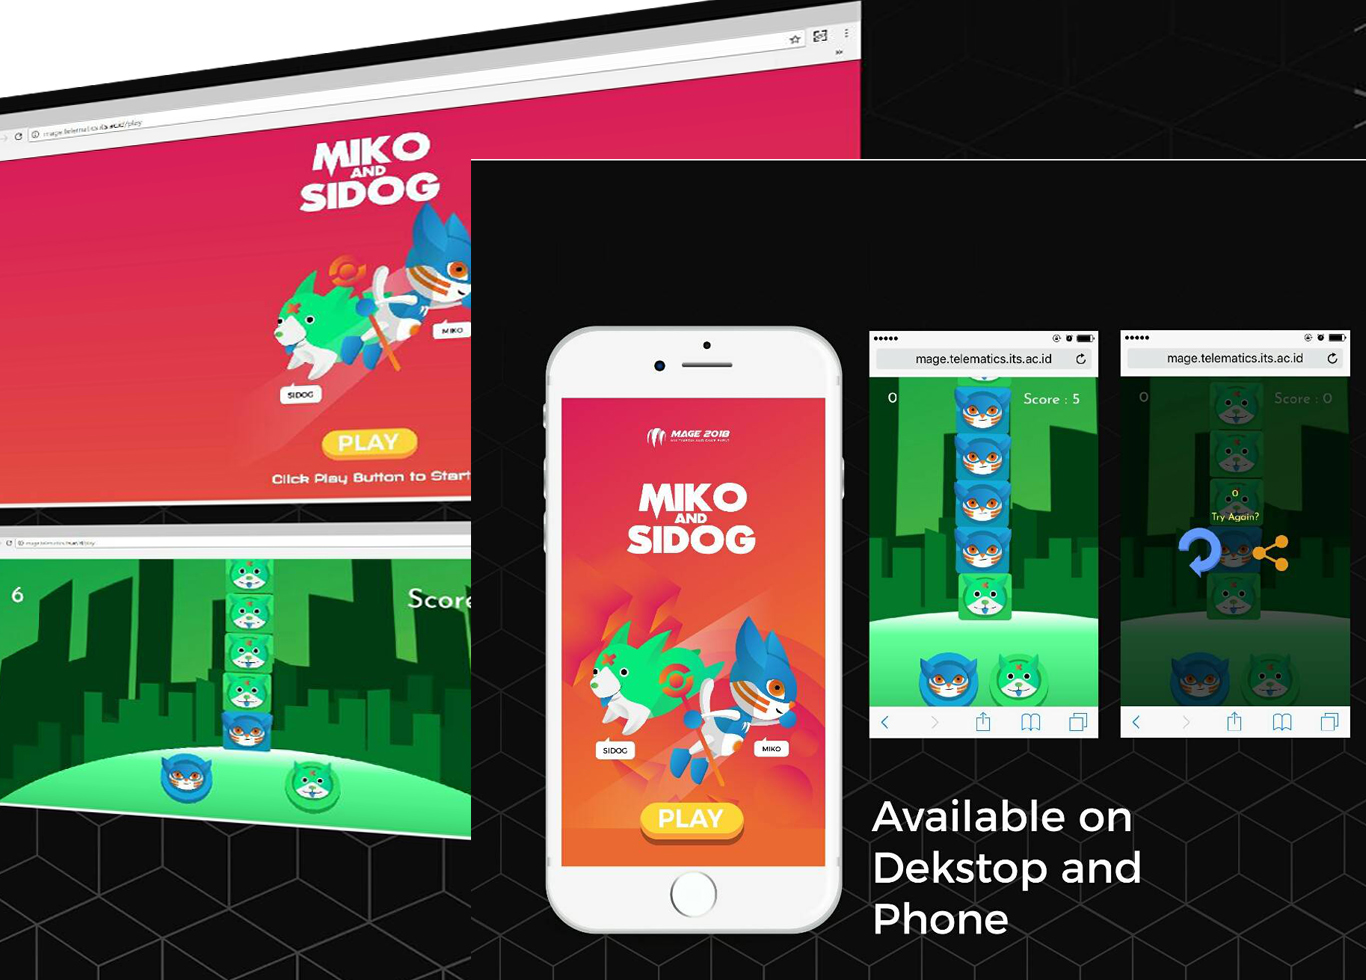 mage.telematics.its.ac.id/play
MIKO
AND
SIDOG
MIKO
SIDOG
PLAY
Click Play Button to Start
6
Score
MAGE 2018
MIKO
AND
SIDOG
SIDOG
MIKO
PLAY
mage.telematics.its.ac.id
0
Score : 5
mage.telematics.its.ac.id
0
Score : 0
0
Try Again?
Available on
Dekstop and
Phone